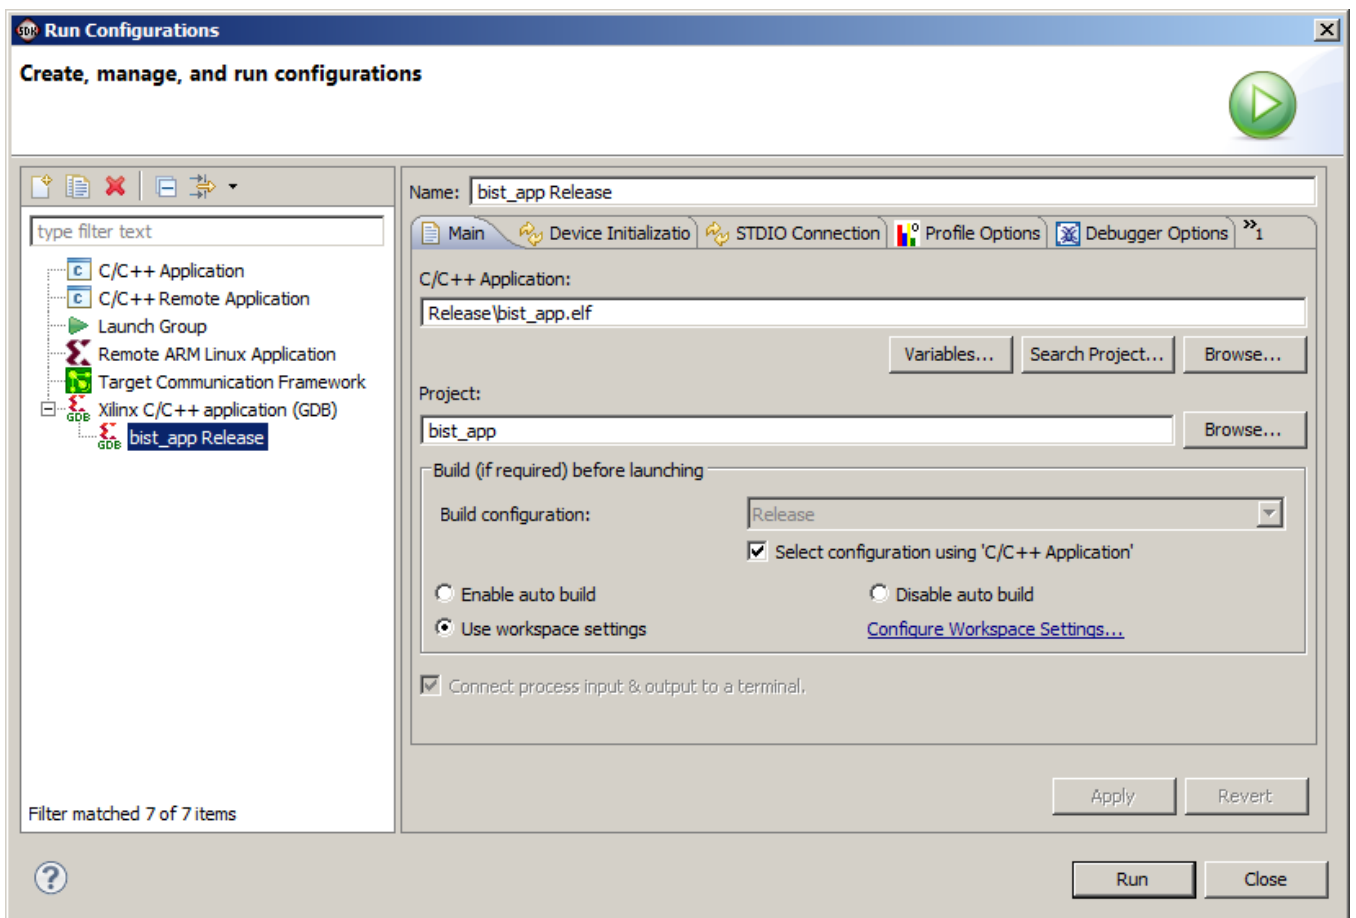 SDK Run Configurations
Create, manage, and run configurations
type filter text
C C/C++ Application
C C/C++ Remote Application
Launch Group
Remote ARM Linux Application
Target Communication Framework
GDB Xilinx C/C++ application (GDB)
GDB bist_app Release
Filter matched 7 of 7 items
Name: bist_app Release
Main Device Initializatio STDIO Connection Profile Options Debugger Options »1
C/C++ Application:
Release\bist_app.elf
Variables... Search Project... Browse...
Project:
bist_app Browse...
Build (if required) before launching
Build configuration: Release
Select configuration using 'C/C++ Application'
Enable auto build Disable auto build
Use workspace settings Configure Workspace Settings...
Connect process input & output to a terminal.
Apply Revert
? Run Close